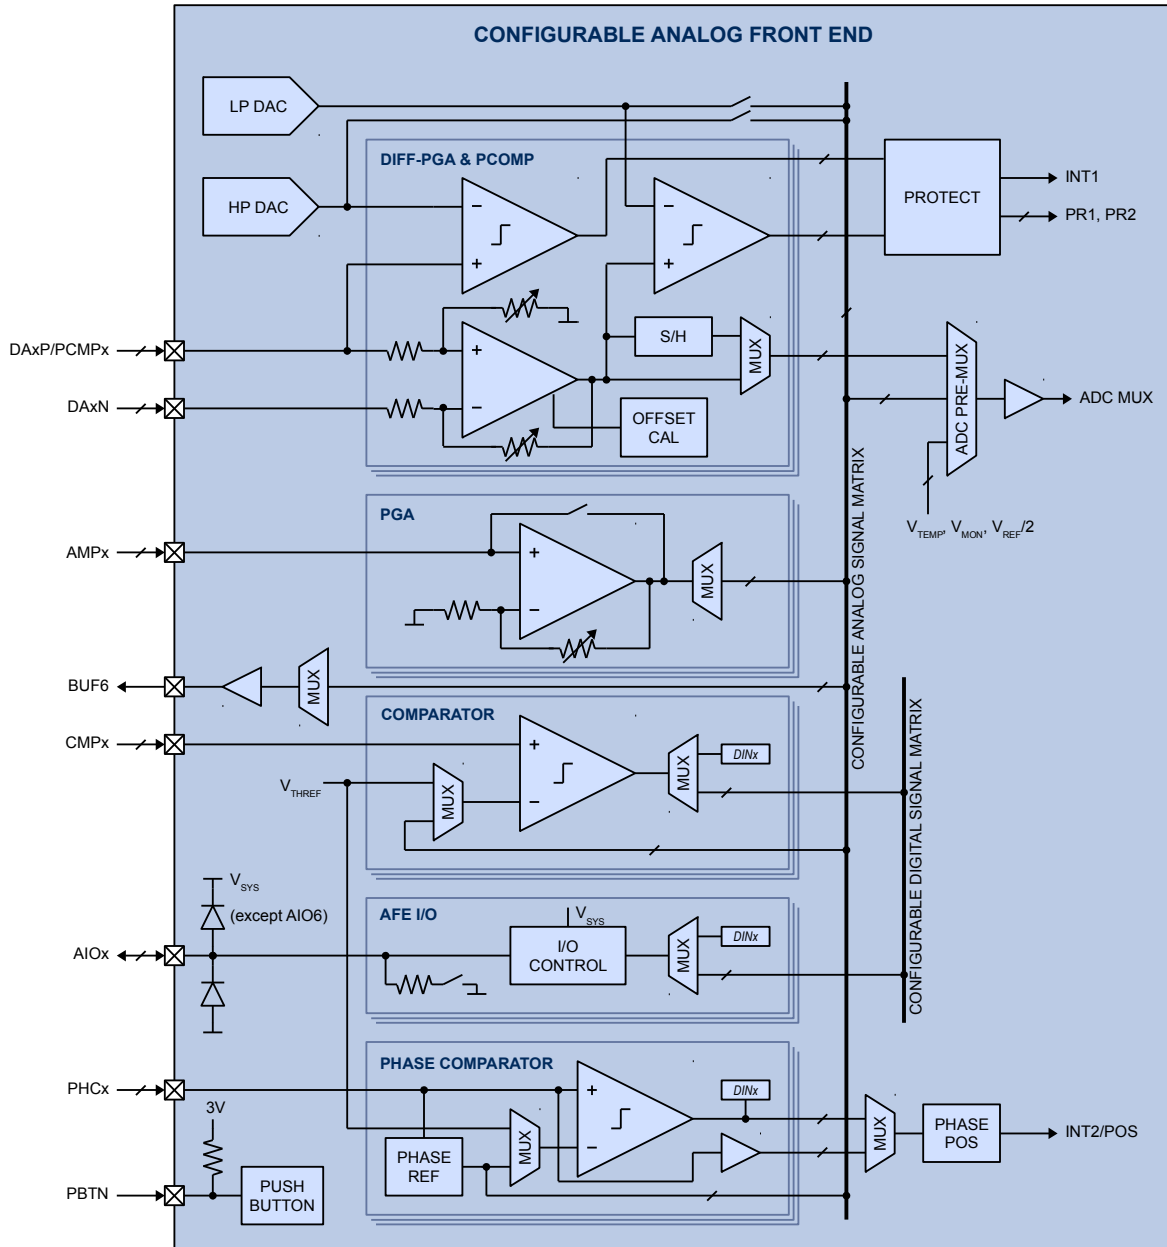 CONFIGURABLE ANALOG FRONT END
LP DAC
HP DAC
DIFF-PGA & PCOMP
−
+
−
+
PROTECT
INT1
PR1, PR2
DAxP/PCMPx
DAxN
+
−
S/H
MUX
OFFSET
CAL
ADC PRE-MUX
ADC MUX
VTEMP, VMON, VREF/2
CONFIGURABLE ANALOG SIGNAL MATRIX
PGA
AMPx
+
−
MUX
BUF6
MUX
COMPARATOR
CMPx
VTHREF
MUX
+
−
MUX
DINx
CONFIGURABLE DIGITAL SIGNAL MATRIX
VSYS
(except AIO6)
AIOx
AFE I/O
VSYS
I/O
CONTROL
MUX
DINx
PHASE COMPARATOR
PHCx
3V
PBTN
PUSH
BUTTON
PHASE
REF
MUX
+
−
DINx
MUX
PHASE
POS
INT2/POS